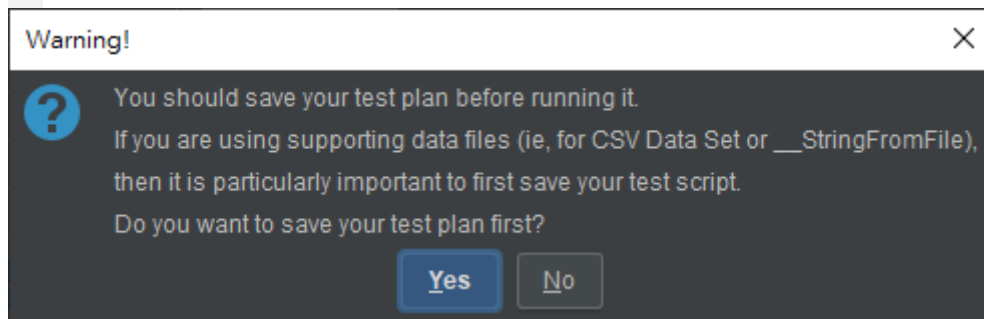 Warning!
You should save your test plan before running it.
If you are using supporting data files (ie, for CSV Data Set or __StringFromFile),
then it is particularly important to first save your test script.
Do you want to save your test plan first?
Yes No